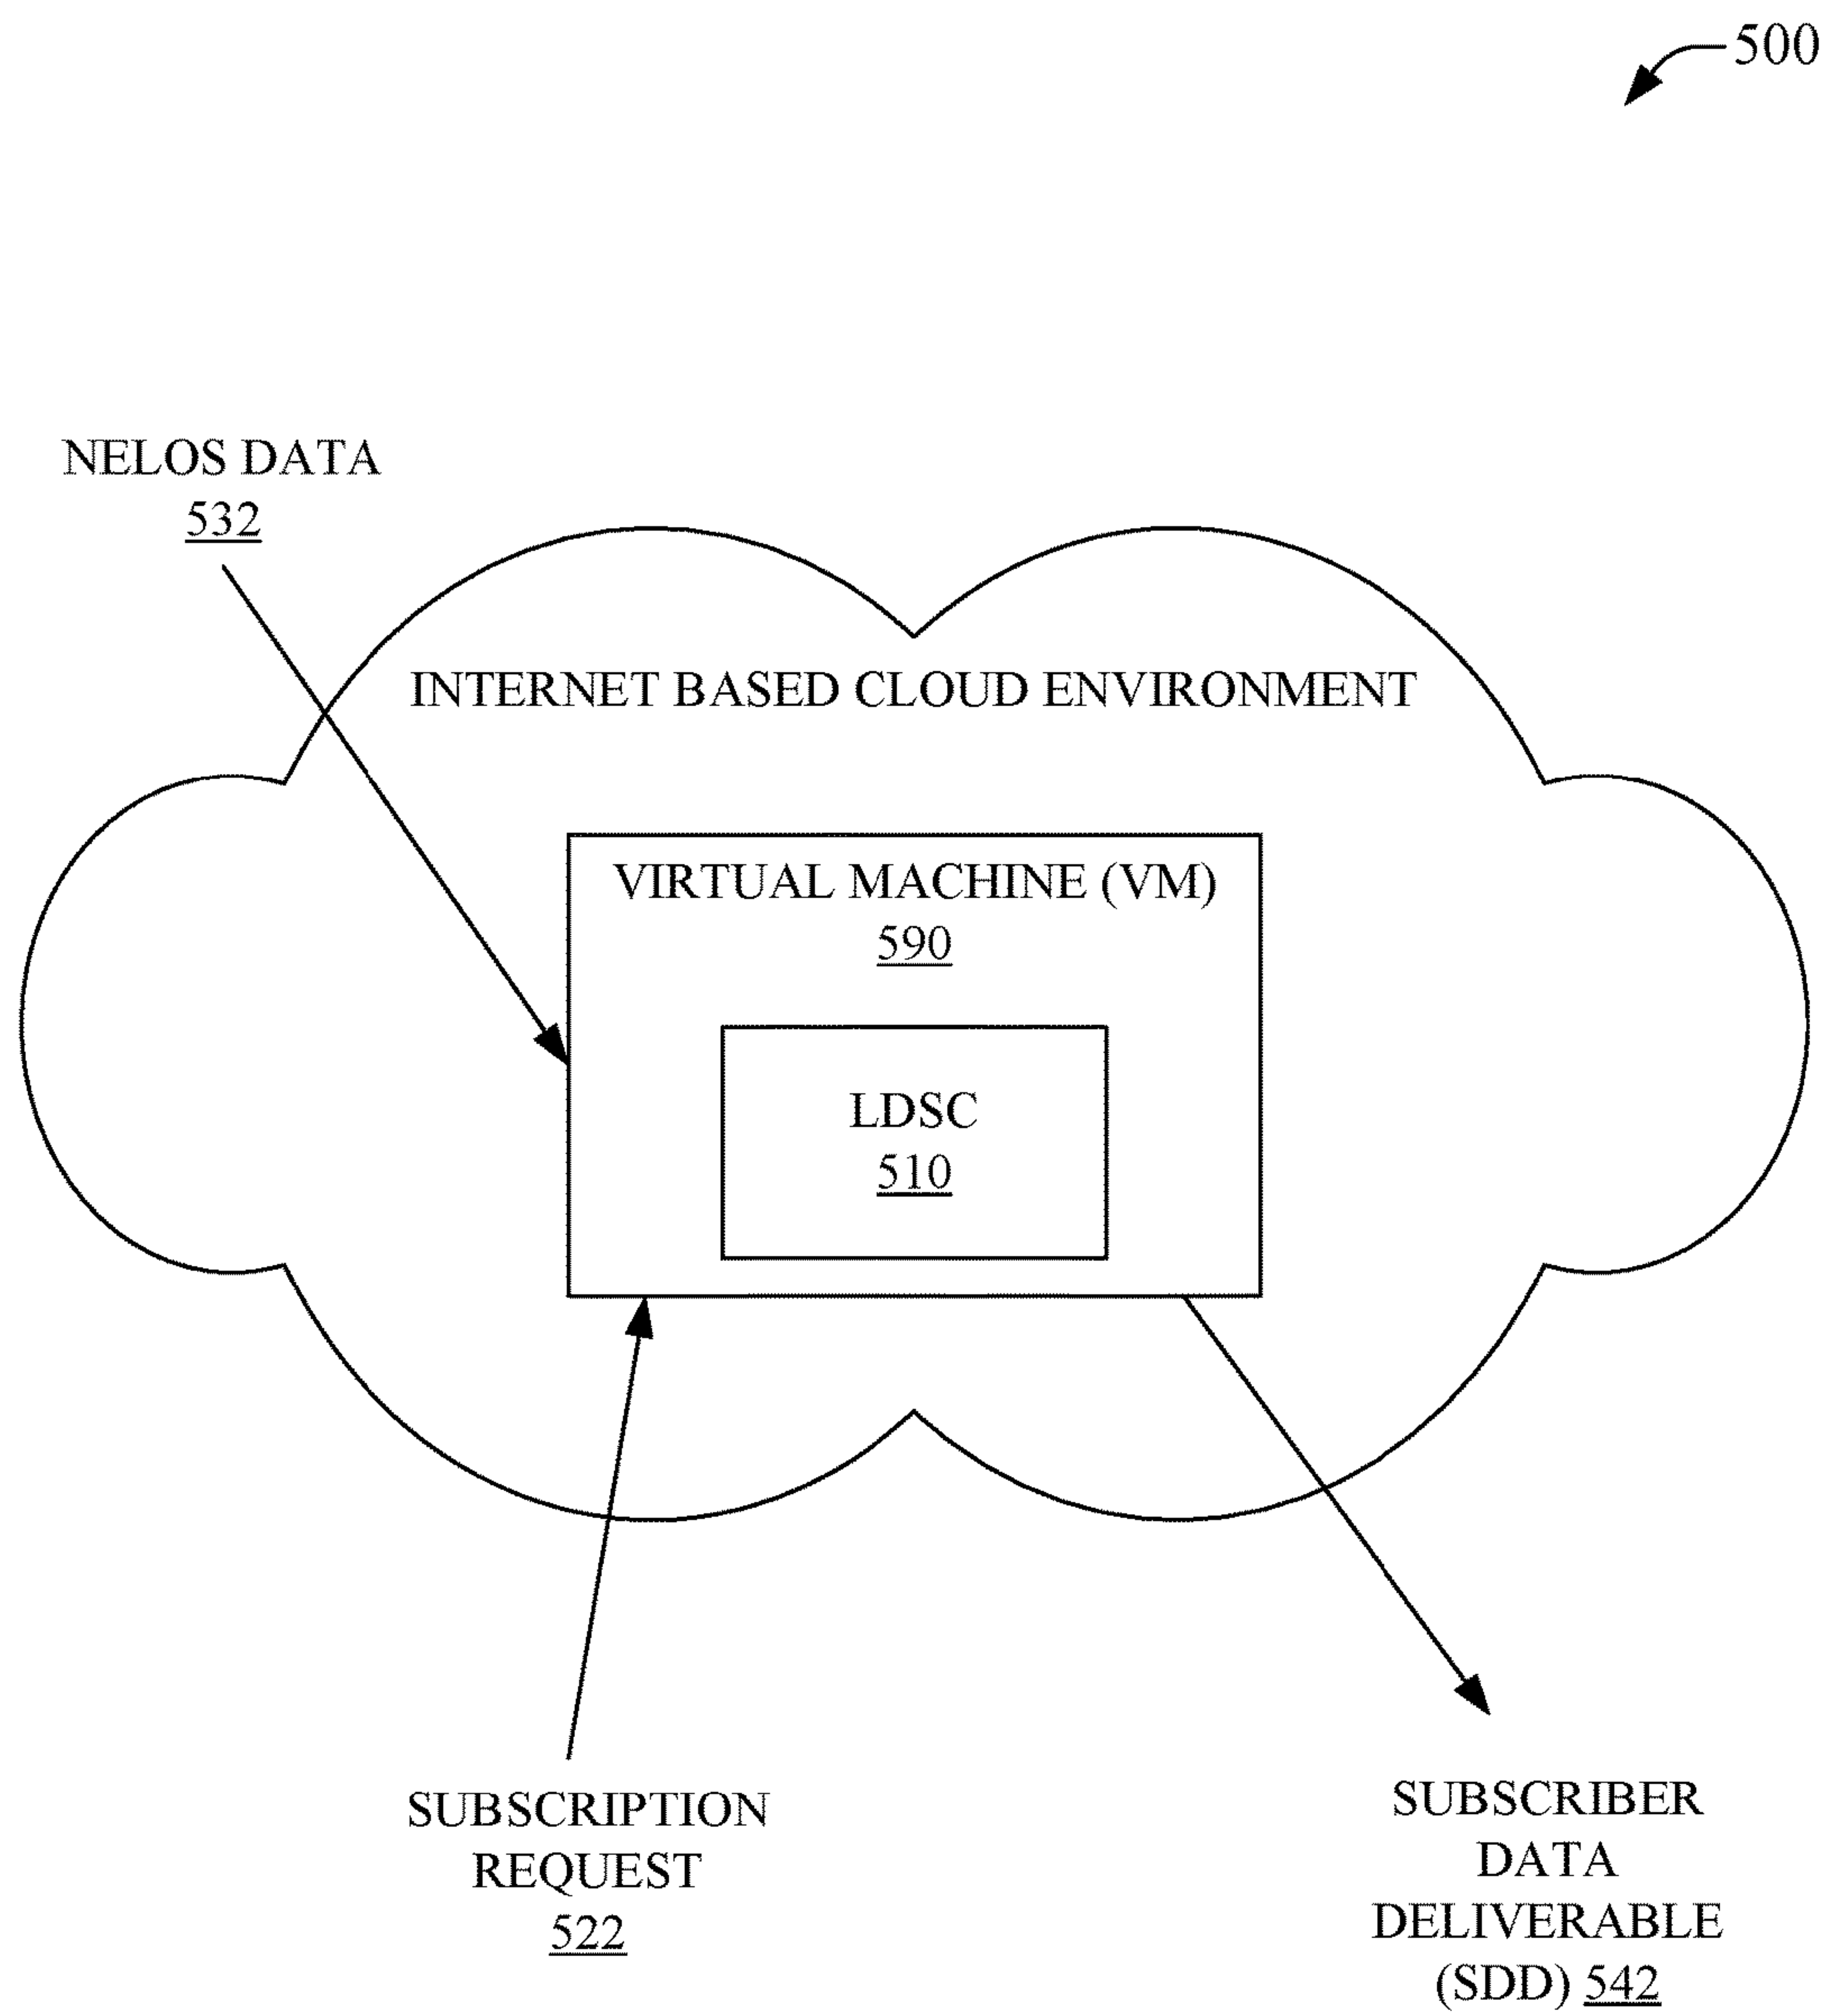 500
NELOS DATA
532
INTERNET BASED CLOUD ENVIRONMENT
VIRTUAL MACHINE (VM)
590
LDSC
510
SUBSCRIPTION
REQUEST
522
SUBSCRIBER
DATA
DELIVERABLE
(SDD) 542